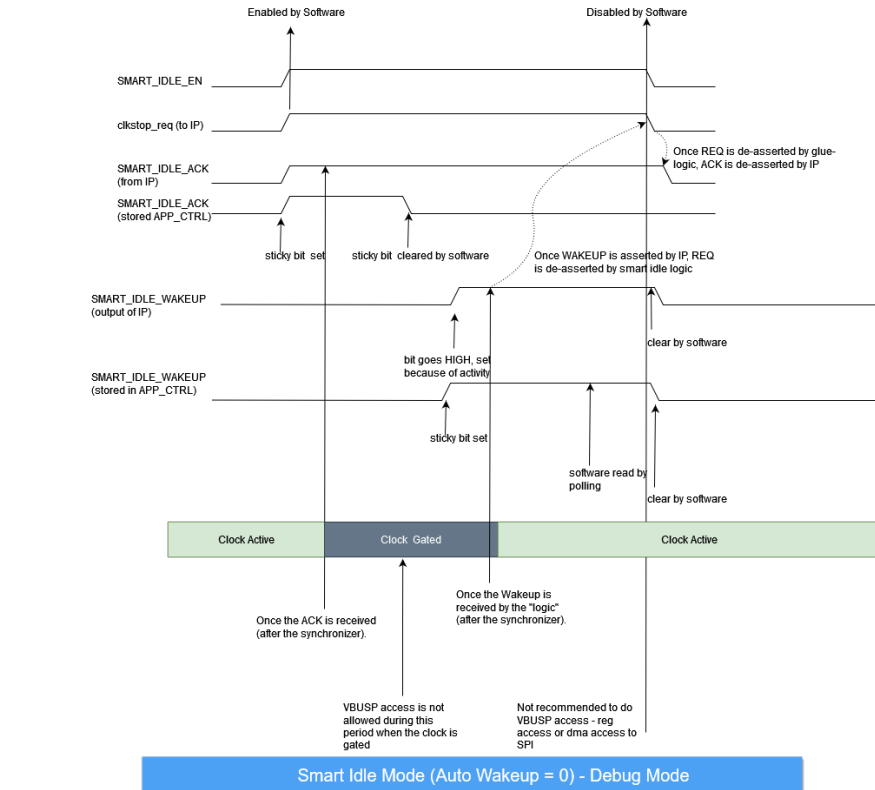 Enabled by Software
Disabled by Software
SMART_IDLE_EN
clkstop_req (to IP)
SMART_IDLE_ACK
(from IP)
Once REQ is de-asserted by glue-
logic, ACK is de-asserted by IP
SMART_IDLE_ACK
(stored APP_CTRL)
sticky bit set
sticky bit cleared by software
Once WAKEUP is asserted by IP, REQ
is de-asserted by smart idle logic
SMART_IDLE_WAKEUP
(output of IP)
clear by software
bit goes HIGH, set
because of activity
SMART_IDLE_WAKEUP
(stored in APP_CTRL)
sticky bit set
software read by
polling
clear by software
Clock Active
Clock Gated
Clock Active
Once the ACK is received
(after the synchronizer).
Once the Wakeup is
received by the "logic"
(after the synchronizer).
VBUSP access is not
allowed during this
period when the clock is
gated
Not recommended to do
VBUSP access - reg
access or dma access to
SPI
Smart Idle Mode (Auto Wakeup = 0) - Debug Mode